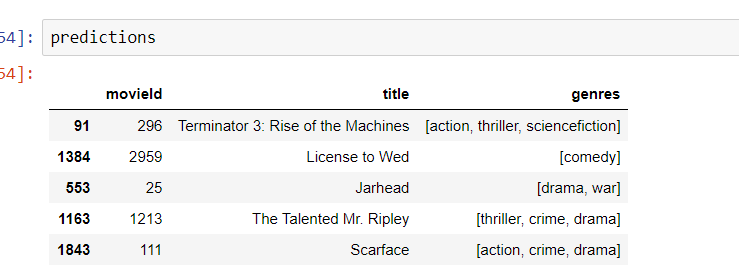 54]: predictions
54]:
movieId title genres
91 296 Terminator 3: Rise of the Machines [action, thriller, sciencefiction]
1384 2959 License to Wed [comedy]
553 25 Jarhead [drama, war]
1163 1213 The Talented Mr. Ripley [thriller, crime, drama]
1843 111 Scarface [action, crime, drama]